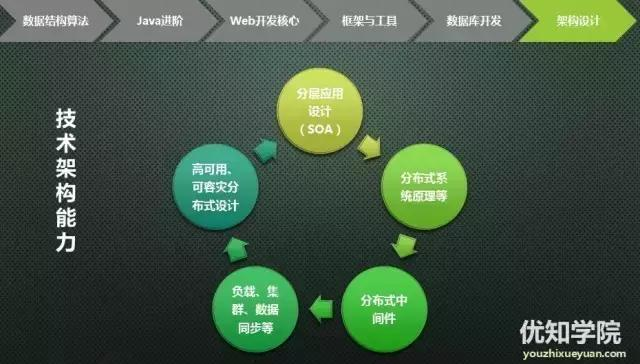 数据结构算法
Java进阶
Web开发核心
框架与工具
数据库开发
架构设计
技术架构能力
分层应用
设计
（SOA）
分布式系
统原理等
分布式中
间件
负载、集
群、数据
同步等
高可用、
可容灾分
布式设计
优知学院
youzhixueyuan.com